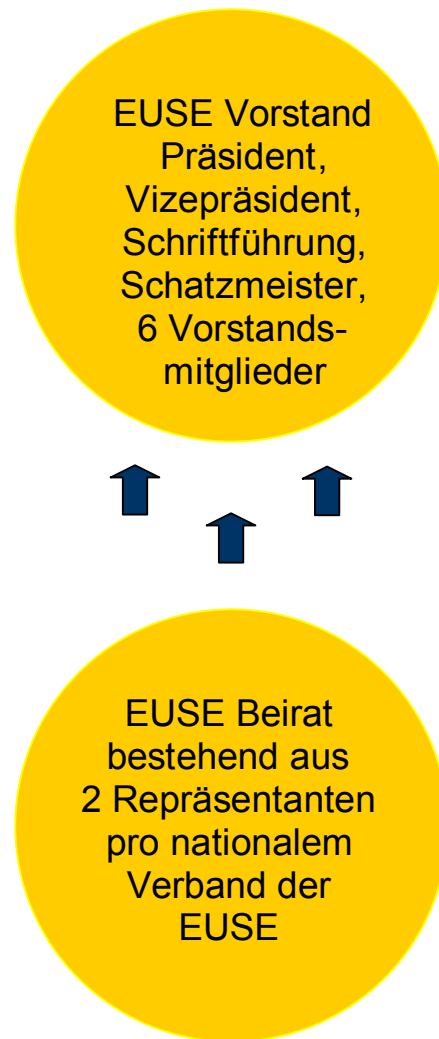 EUSE Vorstand
Präsident,
Vizepräsident,
Schriftführung,
Schatzmeister,
6 Vorstands-
mitglieder
EUSE Beirat
bestehend aus
2 Repräsentanten
pro nationalem
Verband der
EUSE